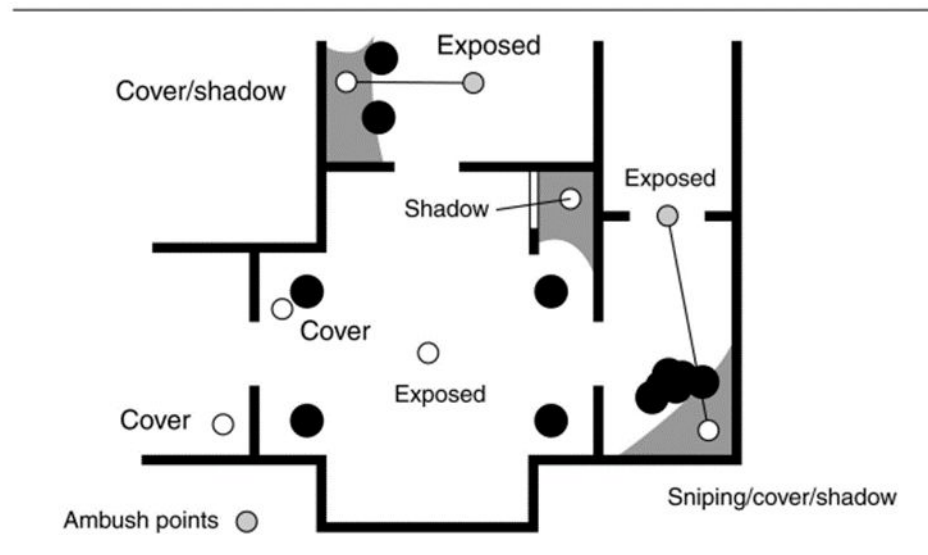 Exposed
Cover/shadow
Exposed
Shadow
Cover
Exposed
Cover
Sniping/cover/shadow
Ambush points